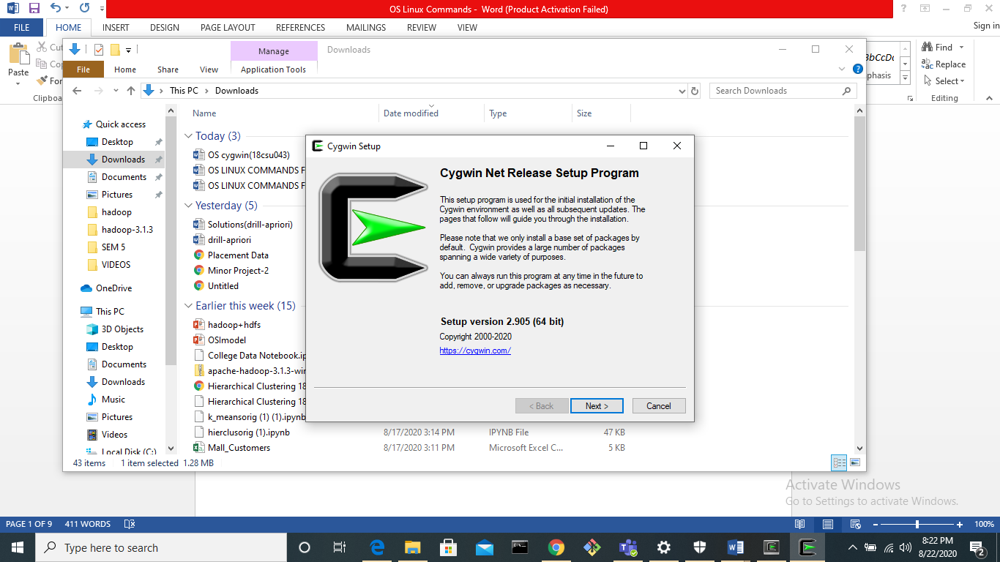 OS Linux Commands - Word (Product Activation Failed)
FILE HOME INSERT DESIGN PAGE LAYOUT REFERENCES MAILINGS REVIEW VIEW Sign in
Paste
Cut
Clipboa
phasis
Find
Replace
Select
Editing
Manage Downloads
File Home Share View Application Tools
This PC > Downloads
Search Downloads
Quick access
Desktop
Downloads
Documents
Pictures
hadoop
hadoop-3.1.3
SEM 5
VIDEOS
OneDrive
This PC
3D Objects
Desktop
Documents
Downloads
Music
Pictures
Videos
Local Disk (C:)
Name Date modified Type Size
Today (3)
OS cygwin(18csu043)
OS LINUX COMMANDS F
OS LINUX COMMANDS F
Yesterday (5)
Solutions(drill-apriori)
drill-apriori
Placement Data
Minor Project-2
Untitled
Earlier this week (15)
hadoop+hdfs
OSImodel
College Data Notebook.ip
apache-hadoop-3.1.3-wi
Hierarchical Clustering 18
Hierarchical Clustering 18
k_meansorig (1) (1).ipynb
hierclusorig (1).ipynb 8/17/2020 3:14 PM IPYNB File 47 KB
Mall_Customers 8/17/2020 3:11 PM Microsoft Excel C... 5 KB
43 items 1 item selected 1.28 MB
Cygwin Setup
Cygwin Net Release Setup Program
This setup program is used for the initial installation of the
Cygwin environment as well as all subsequent updates. The
pages that follow will guide you through the installation.
Please note that we only install a base set of packages by
default. Cygwin provides a large number of packages
spanning a wide variety of purposes.
You can always run this program at any time in the future to
add, remove, or upgrade packages as necessary.
Setup version 2.905 (64 bit)
Copyright 2000-2020
https://cygwin.com/
< Back Next > Cancel
Activate Windows
Go to Settings to activate Windows.
PAGE 1 OF 9 411 WORDS 100%
Type here to search
8:22 PM
8/22/2020
2